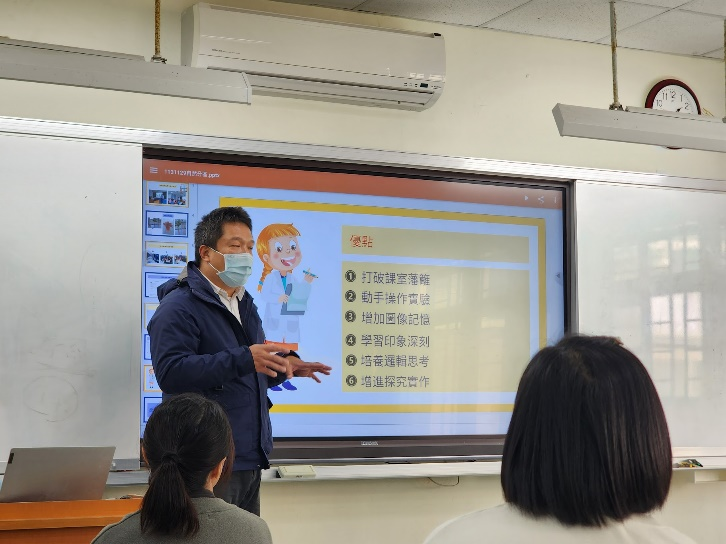 優點
❶ 打破課室藩籬
❷ 動手操作實驗
❸ 增加圖像記憶
❹ 學習印象深刻
❺ 培養邏輯思考
❻ 增進探究實作